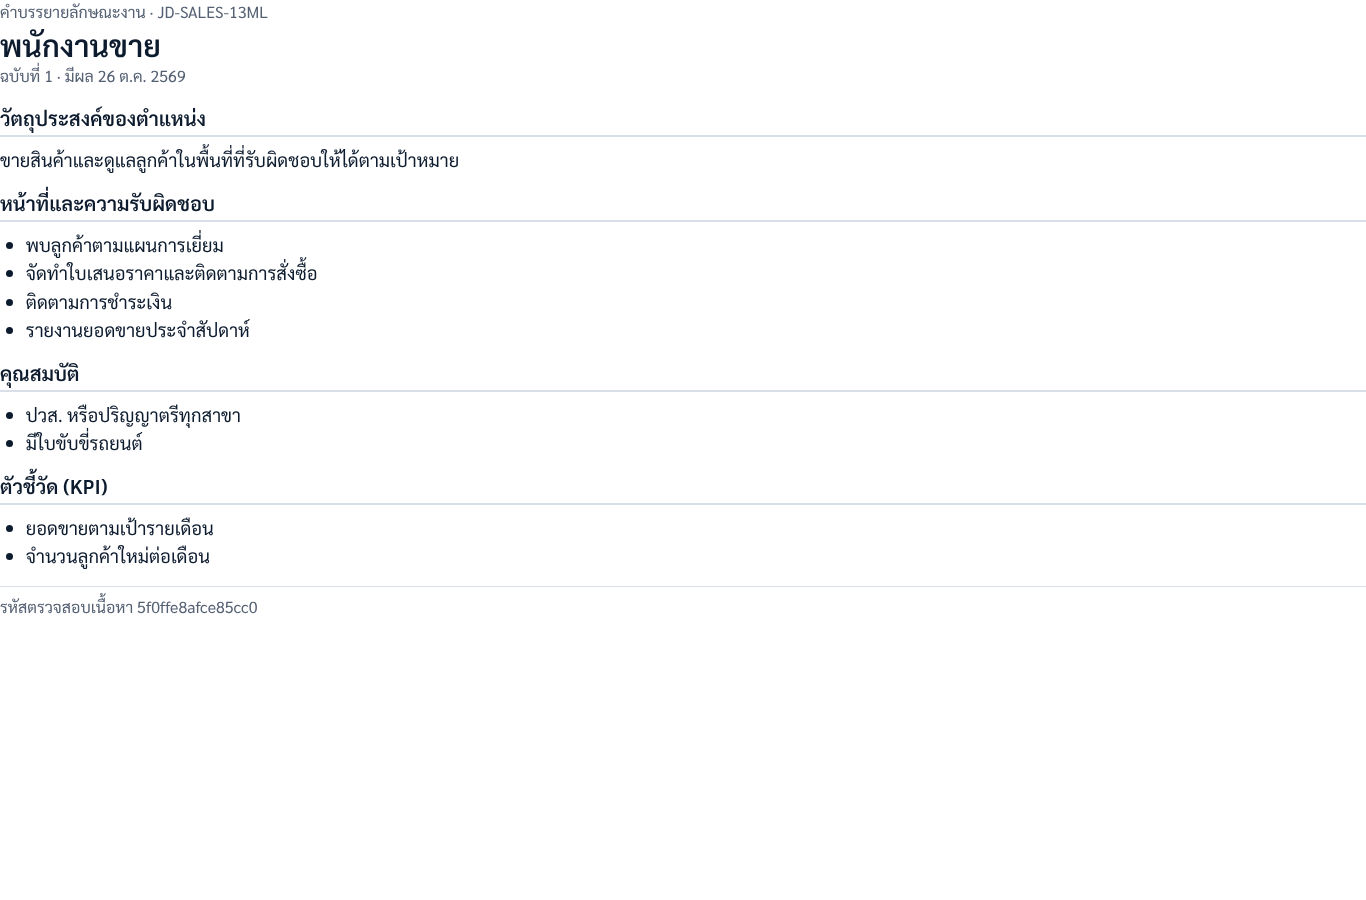 คำบรรยายลักษณะงาน · JD-SALES-13ML
พนักงานขาย
ฉบับที่ 1 · มีผล 26 ต.ค. 2569
วัตถุประสงค์ของตำแหน่ง
ขายสินค้าและดูแลลูกค้าในพื้นที่ที่รับผิดชอบให้ได้ตามเป้าหมาย
หน้าที่และความรับผิดชอบ
• พบลูกค้าตามแผนการเยี่ยม
• จัดทำใบเสนอราคาและติดตามการสั่งซื้อ
• ติดตามการชำระเงิน
• รายงานยอดขายประจำสัปดาห์
คุณสมบัติ
• ปวส. หรือปริญญาตรีทุกสาขา
• มีใบขับขี่รถยนต์
ตัวชี้วัด (KPI)
• ยอดขายตามเป้ารายเดือน
• จำนวนลูกค้าใหม่ต่อเดือน
รหัสตรวจสอบเนื้อหา 5f0ffe8afce85cc0